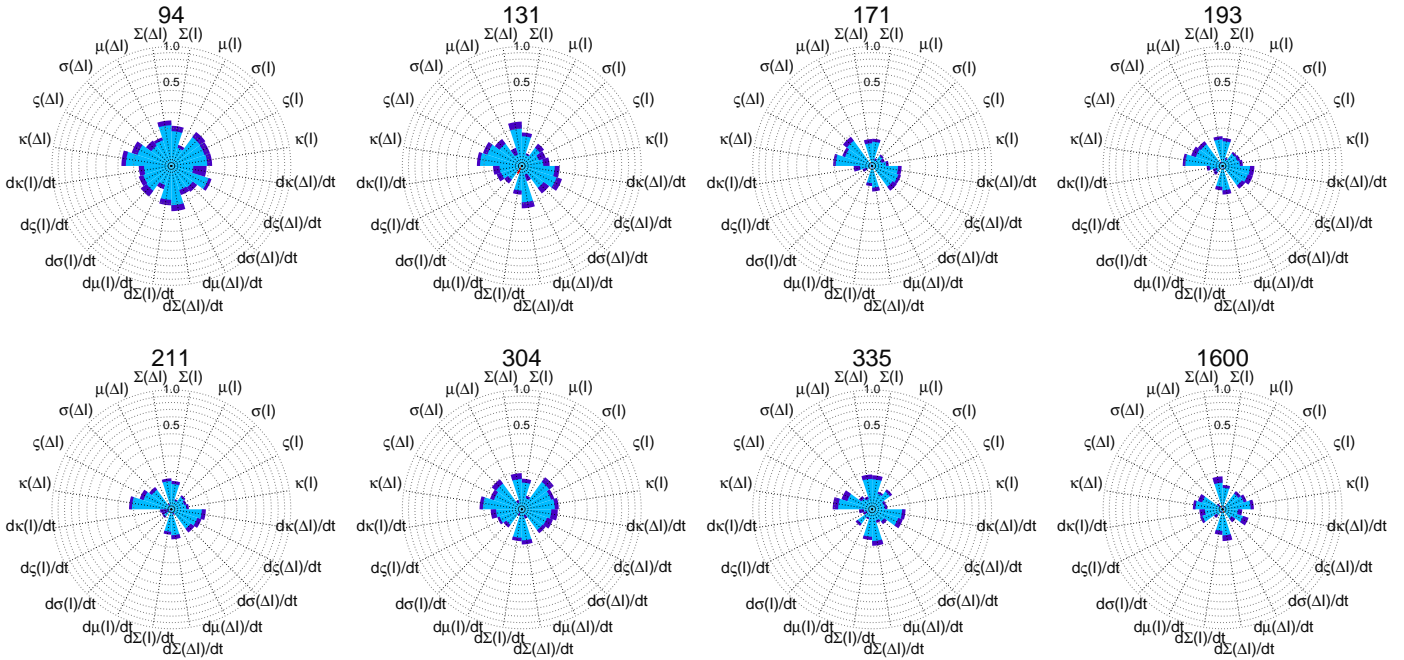 94
Σ(ΔI) Σ(I)
μ(ΔI) 1.0 μ(I)
σ(ΔI) σ(I)
0.5
ς(ΔI) ς(I)
κ(ΔI) κ(I)
dκ(I)/dt dκ(ΔI)/dt
dς(I)/dt dς(ΔI)/dt
dσ(I)/dt dσ(ΔI)/dt
dμ(I)/dt dμ(ΔI)/dt
dΣ(I)/dt
dΣ(ΔI)/dt
131
Σ(ΔI) Σ(I)
μ(ΔI) 1.0 μ(I)
σ(ΔI) σ(I)
0.5
ς(ΔI) ς(I)
κ(ΔI) κ(I)
dκ(I)/dt dκ(ΔI)/dt
dς(I)/dt dς(ΔI)/dt
dσ(I)/dt dσ(ΔI)/dt
dμ(I)/dt dμ(ΔI)/dt
dΣ(I)/dt
dΣ(ΔI)/dt
171
Σ(ΔI) Σ(I)
μ(ΔI) 1.0 μ(I)
σ(ΔI) σ(I)
0.5
ς(ΔI) ς(I)
κ(ΔI) κ(I)
dκ(I)/dt dκ(ΔI)/dt
dς(I)/dt dς(ΔI)/dt
dσ(I)/dt dσ(ΔI)/dt
dμ(I)/dt dμ(ΔI)/dt
dΣ(I)/dt
dΣ(ΔI)/dt
193
Σ(ΔI) Σ(I)
μ(ΔI) 1.0 μ(I)
σ(ΔI) σ(I)
0.5
ς(ΔI) ς(I)
κ(ΔI) κ(I)
dκ(I)/dt dκ(ΔI)/dt
dς(I)/dt dς(ΔI)/dt
dσ(I)/dt dσ(ΔI)/dt
dμ(I)/dt dμ(ΔI)/dt
dΣ(I)/dt
dΣ(ΔI)/dt
211
Σ(ΔI) Σ(I)
μ(ΔI) 1.0 μ(I)
σ(ΔI) σ(I)
0.5
ς(ΔI) ς(I)
κ(ΔI) κ(I)
dκ(I)/dt dκ(ΔI)/dt
dς(I)/dt dς(ΔI)/dt
dσ(I)/dt dσ(ΔI)/dt
dμ(I)/dt dμ(ΔI)/dt
dΣ(I)/dt
dΣ(ΔI)/dt
304
Σ(ΔI) Σ(I)
μ(ΔI) 1.0 μ(I)
σ(ΔI) σ(I)
0.5
ς(ΔI) ς(I)
κ(ΔI) κ(I)
dκ(I)/dt dκ(ΔI)/dt
dς(I)/dt dς(ΔI)/dt
dσ(I)/dt dσ(ΔI)/dt
dμ(I)/dt dμ(ΔI)/dt
dΣ(I)/dt
dΣ(ΔI)/dt
335
Σ(ΔI) Σ(I)
μ(ΔI) 1.0 μ(I)
σ(ΔI) σ(I)
0.5
ς(ΔI) ς(I)
κ(ΔI) κ(I)
dκ(I)/dt dκ(ΔI)/dt
dς(I)/dt dς(ΔI)/dt
dσ(I)/dt dσ(ΔI)/dt
dμ(I)/dt dμ(ΔI)/dt
dΣ(I)/dt
dΣ(ΔI)/dt
1600
Σ(ΔI) Σ(I)
μ(ΔI) 1.0 μ(I)
σ(ΔI) σ(I)
0.5
ς(ΔI) ς(I)
κ(ΔI) κ(I)
dκ(I)/dt dκ(ΔI)/dt
dς(I)/dt dς(ΔI)/dt
dσ(I)/dt dσ(ΔI)/dt
dμ(I)/dt dμ(ΔI)/dt
dΣ(I)/dt
dΣ(ΔI)/dt